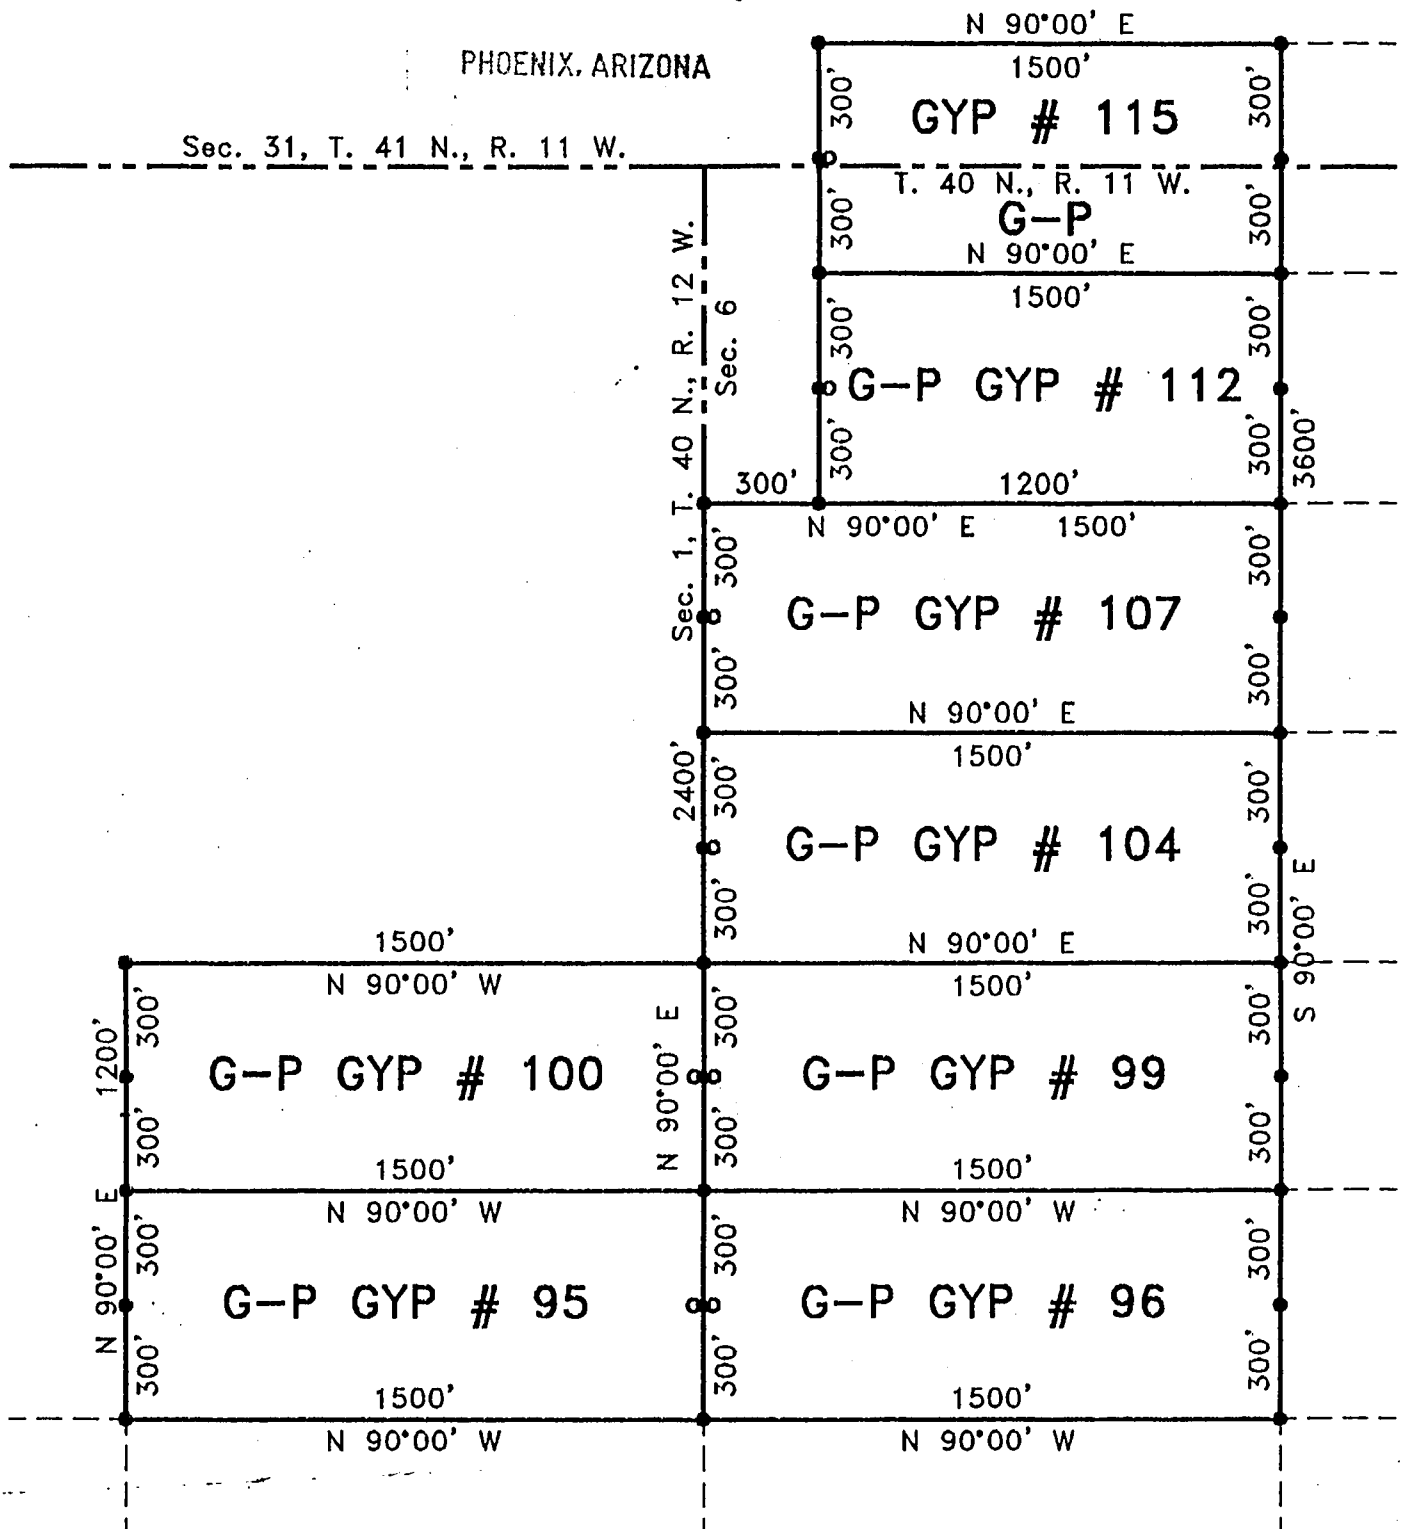 N 90°00' E
PHOENIX, ARIZONA
1500'
300'
GYP # 115
300'
Sec. 31, T. 41 N., R. 11 W.
T. 40 N., R. 11 W.
300'
G-P
300'
N 90°00' E
1500'
Sec. 1, T. 40 N., R. 12 W.
Sec. 6
300'
300'
G-P GYP # 112
300'
300'
3600'
300'
1200'
N 90°00' E
1500'
300'
300'
G-P GYP # 107
300'
300'
N 90°00' E
1500'
2400'
300'
300'
G-P GYP # 104
300'
300'
S 90°00' E
1500'
N 90°00' E
N 90°00' W
1500'
1200'
300'
N 90°00' E
300'
300'
G-P GYP # 100
G-P GYP # 99
300'
300'
300'
1500'
1500'
N 90°00' W
N 90°00' W
N 90°00' E
300'
300'
300'
G-P GYP # 95
G-P GYP # 96
300'
300'
300'
1500'
1500'
N 90°00' W
N 90°00' W